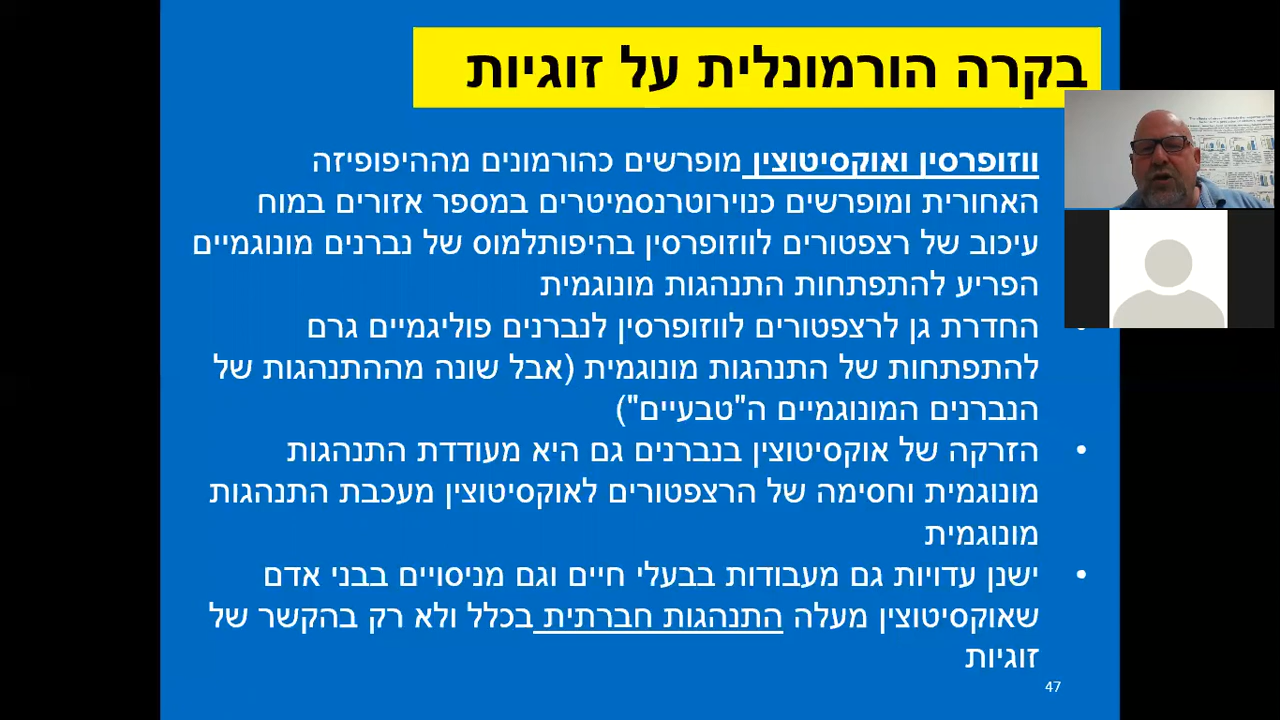 בקרה הורמונלית על זוגיות
ווזופרסין ואוקסיטוצין מופרשים כהורמונים מההיפופיזה
האחורית ומופרשים כנוירוטרנסמיטרים במספר אזורים במוח
עיכוב של רצפטורים לווזופרסין בהיפותלמוס של נברנים מונוגמיים
הפריע להתפתחות התנהגות מונוגמית
החדרת גן לרצפטורים לווזופרסין לנברנים פוליגמיים גרם
להתפתחות של התנהגות מונוגמית (אבל שונה מההתנהגות של
הנברנים המונוגמיים ה"טבעיים")
• הזרקה של אוקסיטוצין בנברנים גם היא מעודדת התנהגות
מונוגמית וחסימה של הרצפטורים לאוקסיטוצין מעכבת התנהגות
מונוגמית
• ישנן עדויות גם מעבודות בבעלי חיים וגם מניסויים בבני אדם
שאוקסיטוצין מעלה התנהגות חברתית בכלל ולא רק בהקשר של
זוגיות
47